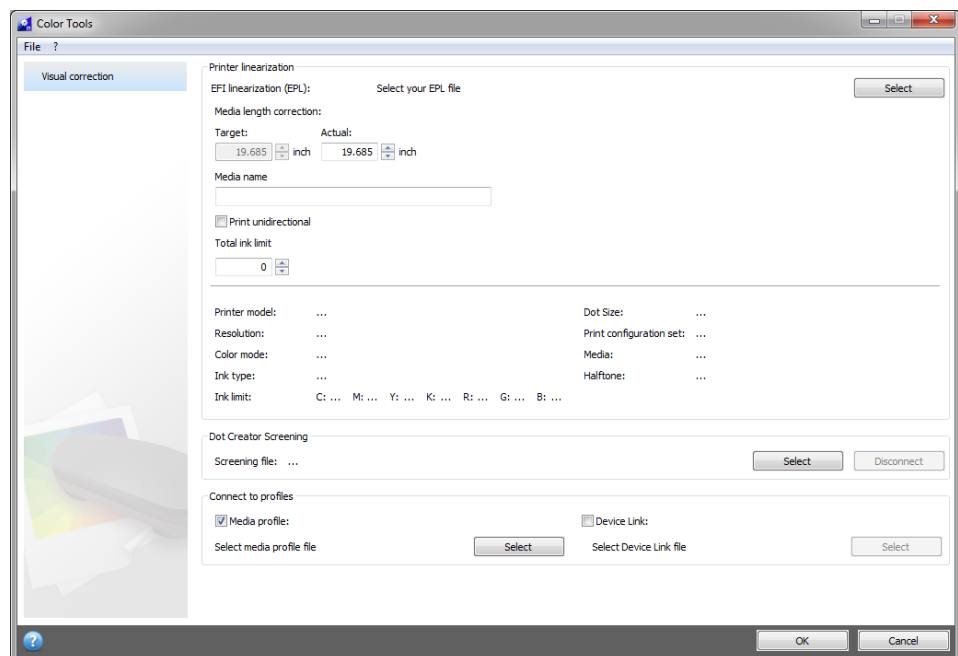 Color Tools
File ?
Visual correction
Printer linearization
EFI linearization (EPL): Select your EPL file Select
Media length correction:
Target: Actual:
19.685 inch 19.685 inch
Media name
Print unidirectional
Total ink limit
0
Printer model: ... Dot Size: ...
Resolution: ... Print configuration set: ...
Color mode: ... Media: ...
Ink type: ... Halftone: ...
Ink limit: C: ... M: ... Y: ... K: ... R: ... G: ... B: ...
Dot Creator Screening
Screening file: ... Select Disconnect
Connect to profiles
Media profile: Device Link:
Select media profile file Select Select Device Link file Select
? OK Cancel